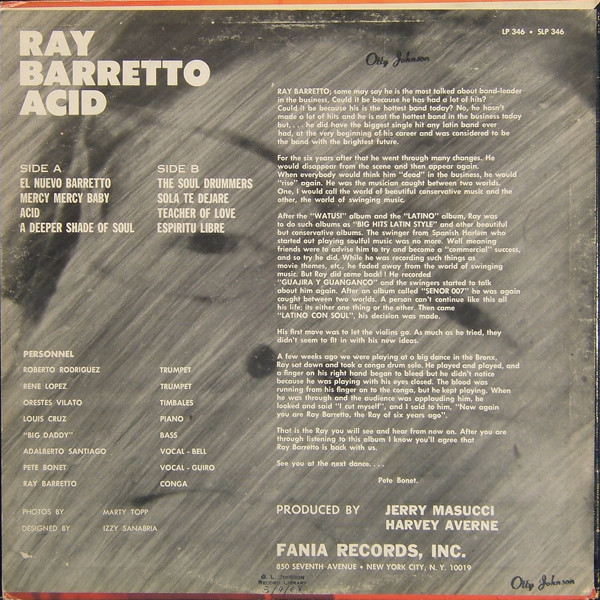 RAY
BARRETTO
ACID
LP 346 • SLP 346
Olly Johnson
SIDE A
EL NUEVO BARRETTO
MERCY MERCY BABY
ACID
A DEEPER SHADE OF SOUL
SIDE B
THE SOUL DRUMMERS
SOLA TE DEJARE
TEACHER OF LOVE
ESPIRITU LIBRE
RAY BARRETTO; some may say he is the most talked about band-leader
in the business. Could it be because he has had a lot of hits?
Could it be because his is the hottest band today? No, he hasn't
made a lot of hits and he is not the hottest band in the business today
but, . . . he did have the biggest single hit any latin band ever
had, at the very beginning of his career and was considered to be
the band with the brightest future.
For the six years after that he went through many changes. He
would disappear from the scene and then appear again.
When everybody would think him "dead" in the business, he would
"rise" again. He was the musician caught between two worlds.
One, I would call the world of beautiful conservative music and the
other, the world of swinging music.
After the "WATUSI" album and the "LATINO" album, Ray was
to do such albums as "BIG HITS LATIN STYLE" and other beautiful
but conservative albums. The swinger from Spanish Harlem who
started out playing soulful music was no more. Well meaning
friends were to advise him to try and become a "commercial" success,
and so try he did. While he was recording such things as
movie themes, etc., he faded away from the world of swinging
music. But Ray did come back! ! He recorded
"GUAJIRA Y GUANGANCO" and the swingers started to talk
about him again. After an album called "SENOR 007" he was again
caught between two worlds. A person can't continue like this all
his life; its either one thing or the other. Then came
"LATINO CON SOUL", his decision was made.
His first move was to let the violins go. As much as he tried, they
didn't seem to fit in with his new ideas.
A few weeks ago we were playing at a big dance in the Bronx.
Ray sat down and took a conga drum solo. He played and played, and
a finger on his right hand began to bleed but he didn't notice
because he was playing with his eyes closed. The blood was
running from his finger on to the conga, but he kept playing. When
he was through and the audience was applauding him, he
looked and said "I cut myself", and I said to him, "Now again
you are Ray Barretto, the Ray of six years ago".
That is the Ray you will see and hear from now on. After you are
through listening to this album I know you'll agree that
Ray Barretto is back with us.
See you at the next dance. . . .
Pete Bonet.
PERSONNEL
ROBERTO RODRIGUEZ TRUMPET
RENE LOPEZ TRUMPET
ORESTES VILATO TIMBALES
LOUIS CRUZ PIANO
"BIG DADDY" BASS
ADALBERTO SANTIAGO VOCAL - BELL
PETE BONET VOCAL - GUIRO
RAY BARRETTO CONGA
PHOTOS BY MARTY TOPP
DESIGNED BY IZZY SANABRIA
PRODUCED BY JERRY MASUCCI
HARVEY AVERNE
FANIA RECORDS, INC.
850 SEVENTH-AVENUE • NEW YORK CITY, N. Y. 10019
O. L. JOHNSON
RECORD LIBRARY
Olly Johnson